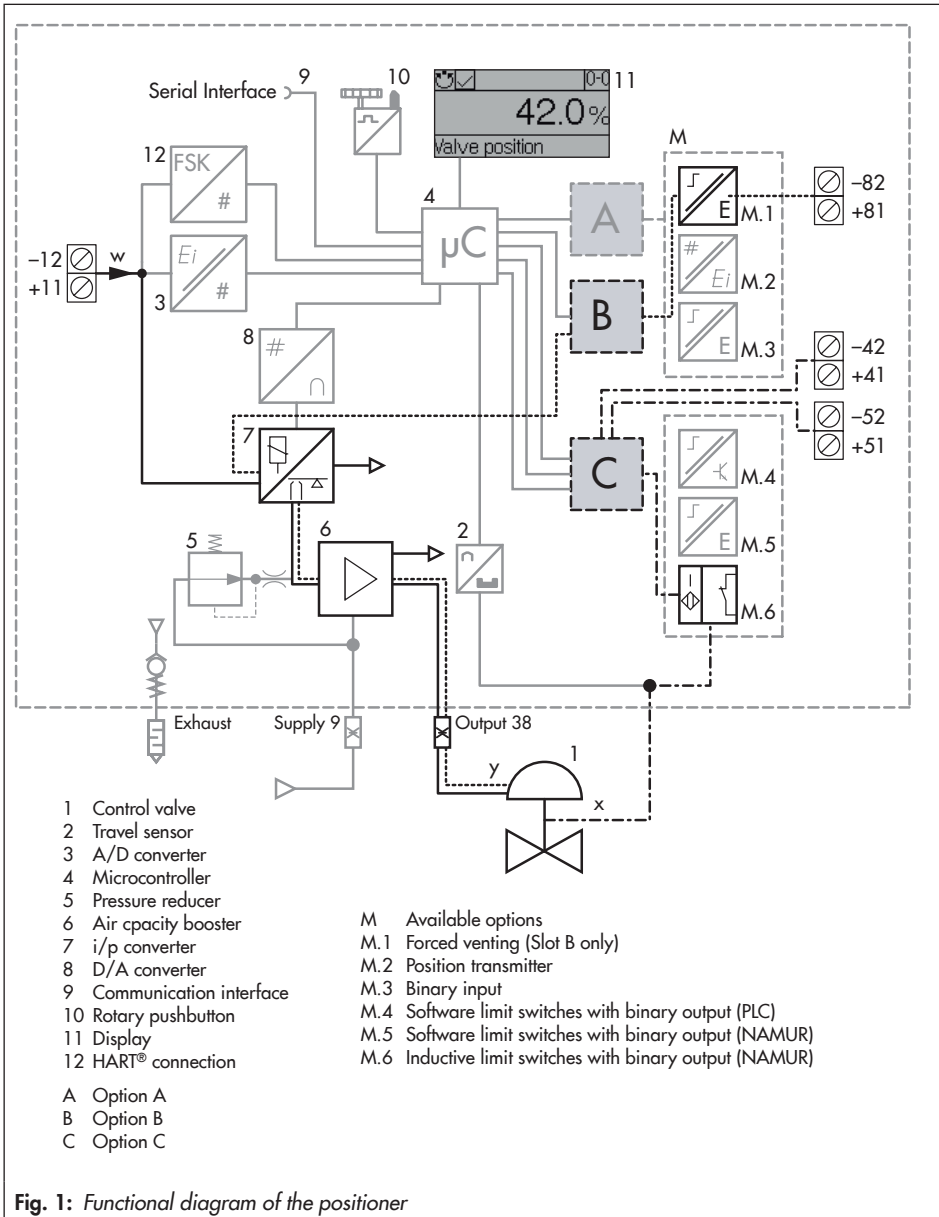 Serial Interface
9
10
11
0-0
42.0%
Valve position
M
12
FSK
#
4
µC
A
E
M.1
−82
+81
−12
+11
w
3
Ei
#
#
Ei
M.2
B
E
M.3
8
#
−42
+41
−52
+51
7
C
M.4
5
6
2
E
M.5
M.6
Exhaust
Supply 9
Output 38
1
y
x
1 Control valve
2 Travel sensor
3 A/D converter
4 Microcontroller
5 Pressure reducer
6 Air cpacity booster
7 i/p converter
8 D/A converter
9 Communication interface
10 Rotary pushbutton
11 Display
12 HART® connection
A Option A
B Option B
C Option C
M Available options
M.1 Forced venting (Slot B only)
M.2 Position transmitter
M.3 Binary input
M.4 Software limit switches with binary output (PLC)
M.5 Software limit switches with binary output (NAMUR)
M.6 Inductive limit switches with binary output (NAMUR)
Fig. 1: Functional diagram of the positioner